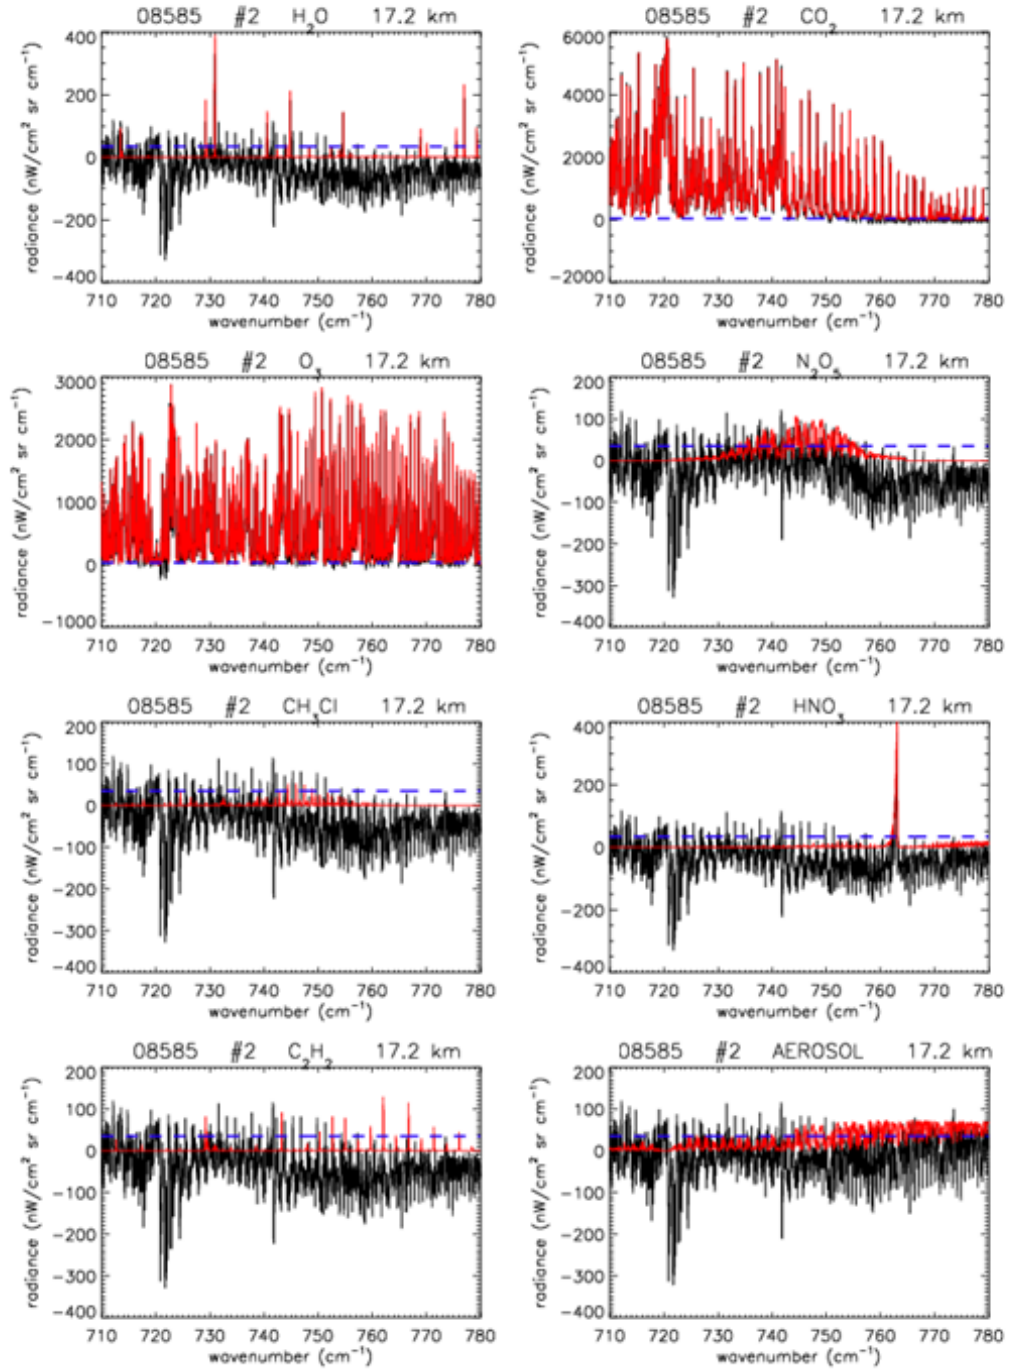 08585 #2 H2O 17.2 km
radiance (nW/cm² sr cm⁻¹)
400
200
0
-200
-400
710 720 730 740 750 760 770 780
wavenumber (cm⁻¹)
08585 #2 CO2 17.2 km
radiance (nW/cm² sr cm⁻¹)
6000
4000
2000
0
-2000
710 720 730 740 750 760 770 780
wavenumber (cm⁻¹)
08585 #2 O3 17.2 km
radiance (nW/cm² sr cm⁻¹)
3000
2000
1000
0
-1000
710 720 730 740 750 760 770 780
wavenumber (cm⁻¹)
08585 #2 N2O5 17.2 km
radiance (nW/cm² sr cm⁻¹)
200
100
0
-100
-200
-300
-400
710 720 730 740 750 760 770 780
wavenumber (cm⁻¹)
08585 #2 CH3Cl 17.2 km
radiance (nW/cm² sr cm⁻¹)
200
100
0
-100
-200
-300
-400
710 720 730 740 750 760 770 780
wavenumber (cm⁻¹)
08585 #2 HNO3 17.2 km
radiance (nW/cm² sr cm⁻¹)
400
200
0
-200
-400
710 720 730 740 750 760 770 780
wavenumber (cm⁻¹)
08585 #2 C2H2 17.2 km
radiance (nW/cm² sr cm⁻¹)
200
100
0
-100
-200
-300
-400
710 720 730 740 750 760 770 780
wavenumber (cm⁻¹)
08585 #2 AEROSOL 17.2 km
radiance (nW/cm² sr cm⁻¹)
200
100
0
-100
-200
-300
-400
710 720 730 740 750 760 770 780
wavenumber (cm⁻¹)